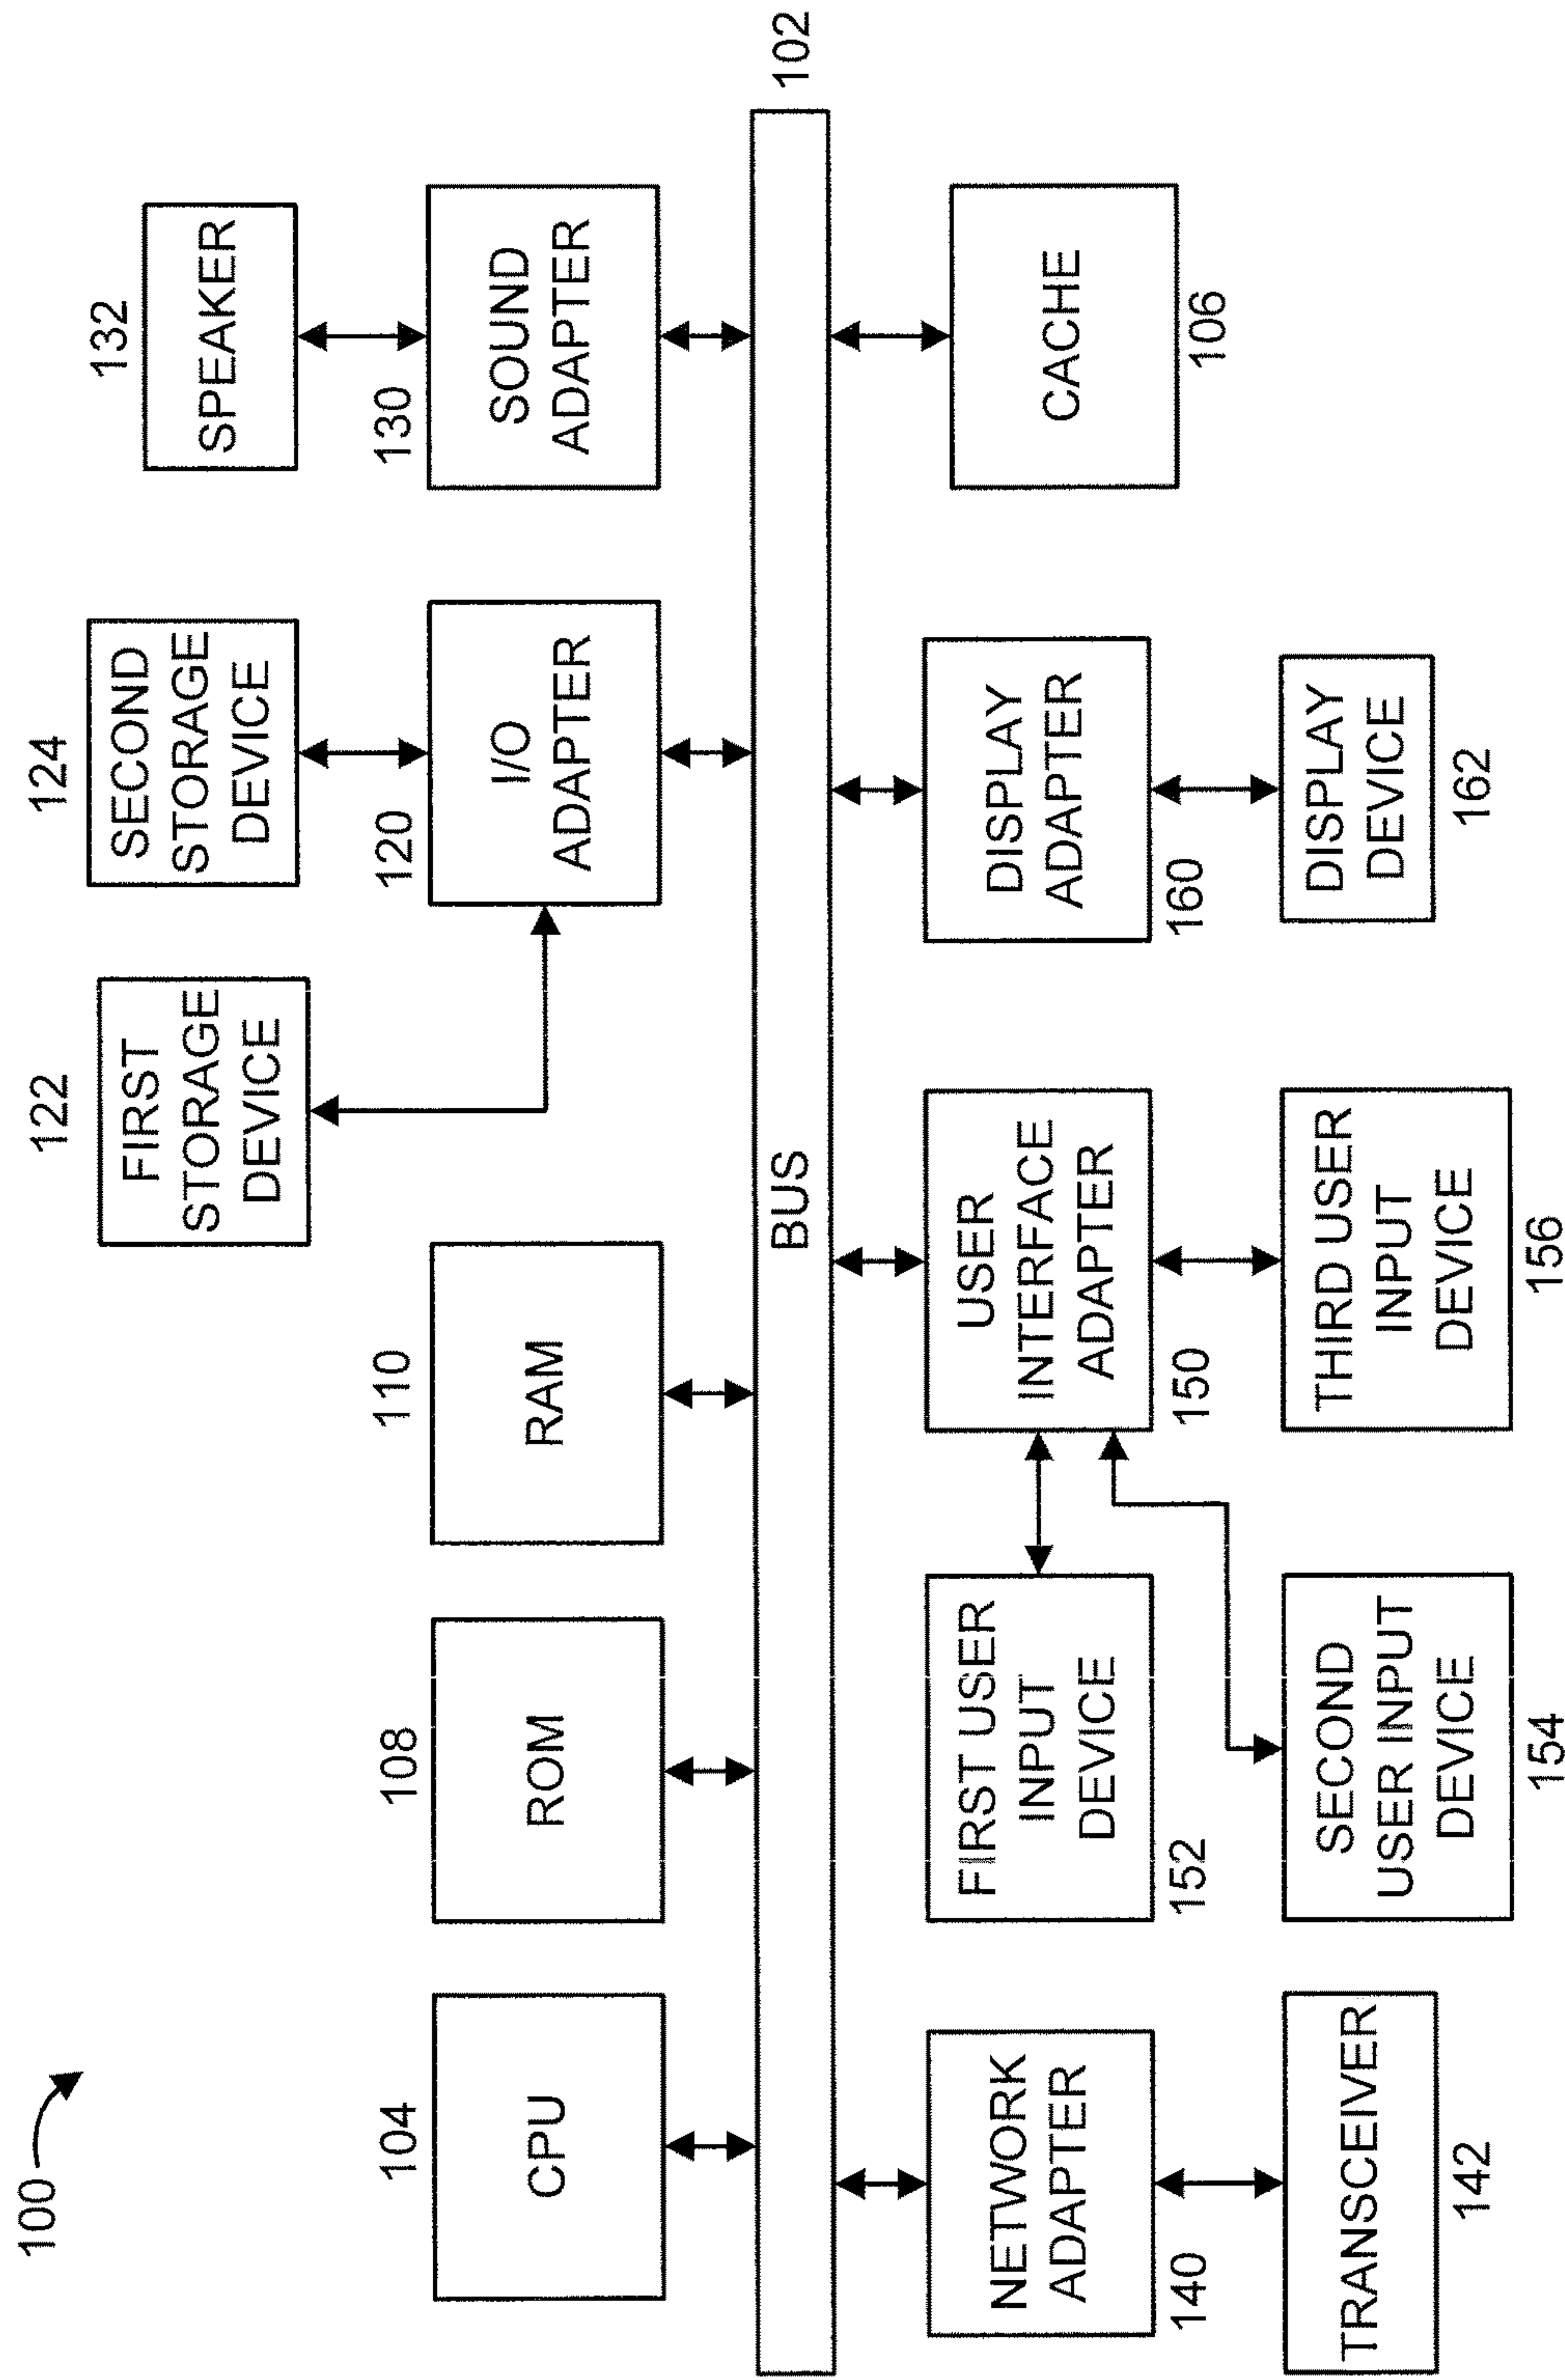 100
122
FIRST
STORAGE
DEVICE
124
SECOND
STORAGE
DEVICE
132
SPEAKER
104
CPU
108
ROM
110
RAM
120
I/O
ADAPTER
130
SOUND
ADAPTER
BUS
102
NETWORK
ADAPTER
140
FIRST USER
INPUT
DEVICE
152
USER
INTERFACE
ADAPTER
150
DISPLAY
ADAPTER
160
CACHE
106
TRANSCEIVER
142
SECOND
USER INPUT
DEVICE
154
THIRD USER
INPUT
DEVICE
156
DISPLAY
DEVICE
162